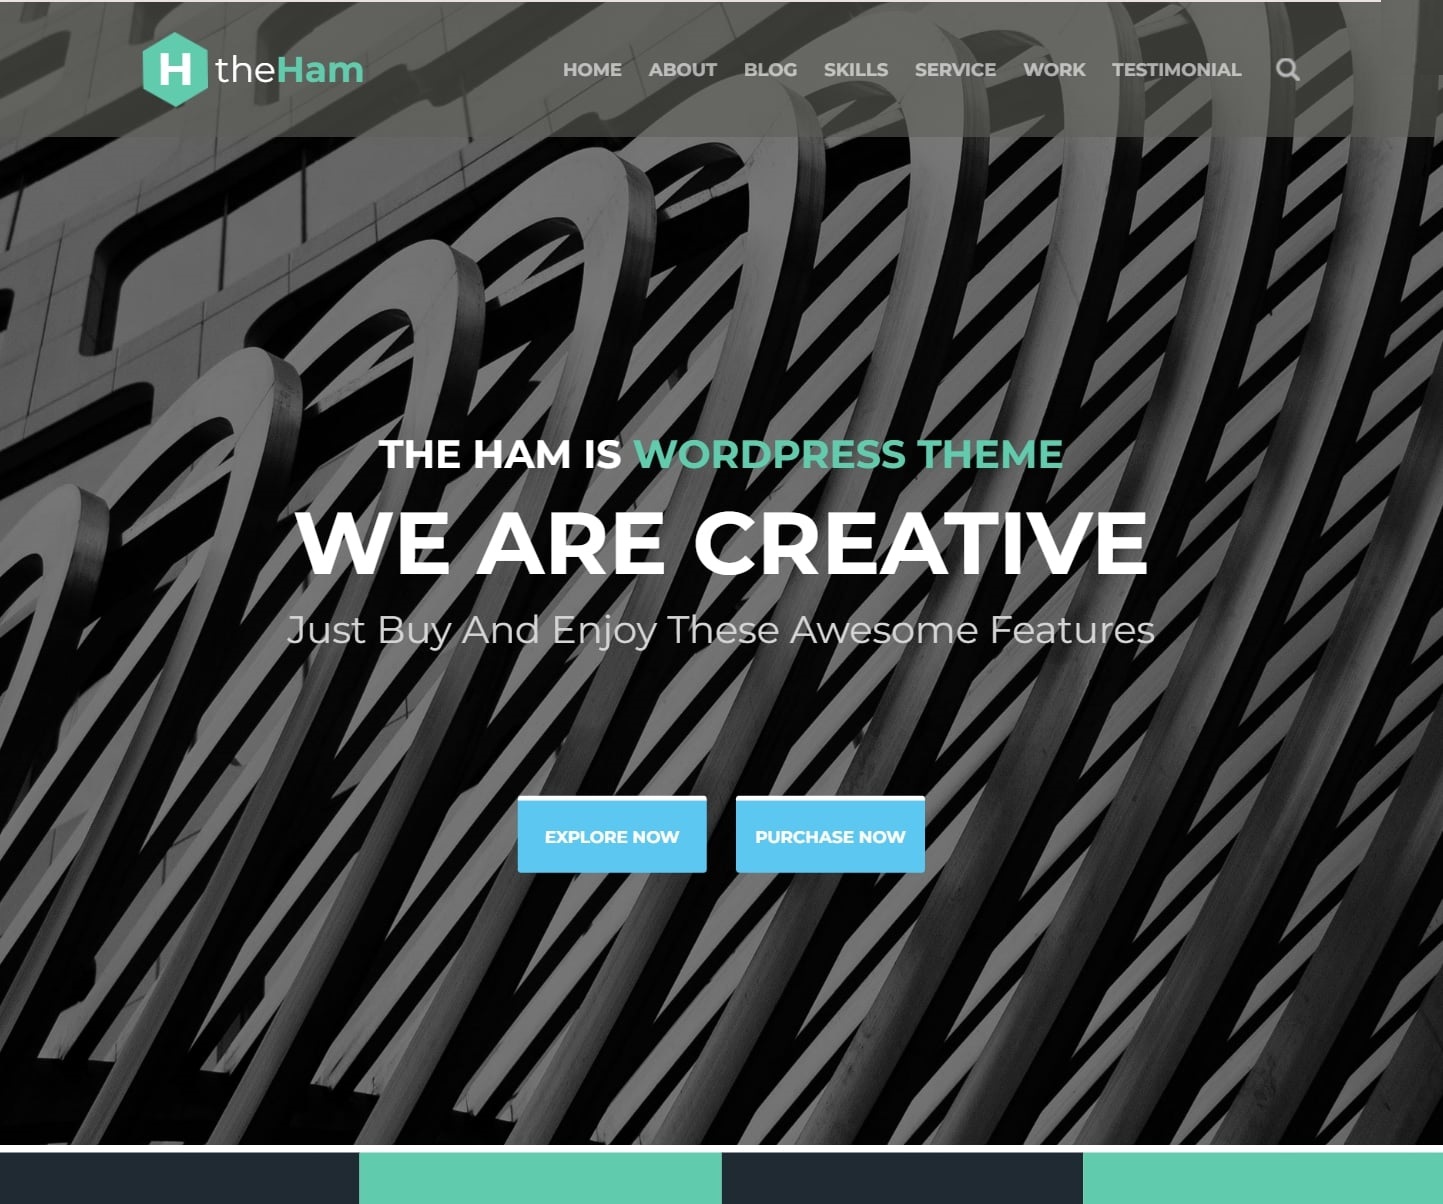 H theHam
HOME ABOUT BLOG SKILLS SERVICE WORK TESTIMONIAL
THE HAM IS WORDPRESS THEME
WE ARE CREATIVE
Just Buy And Enjoy These Awesome Features
EXPLORE NOW PURCHASE NOW